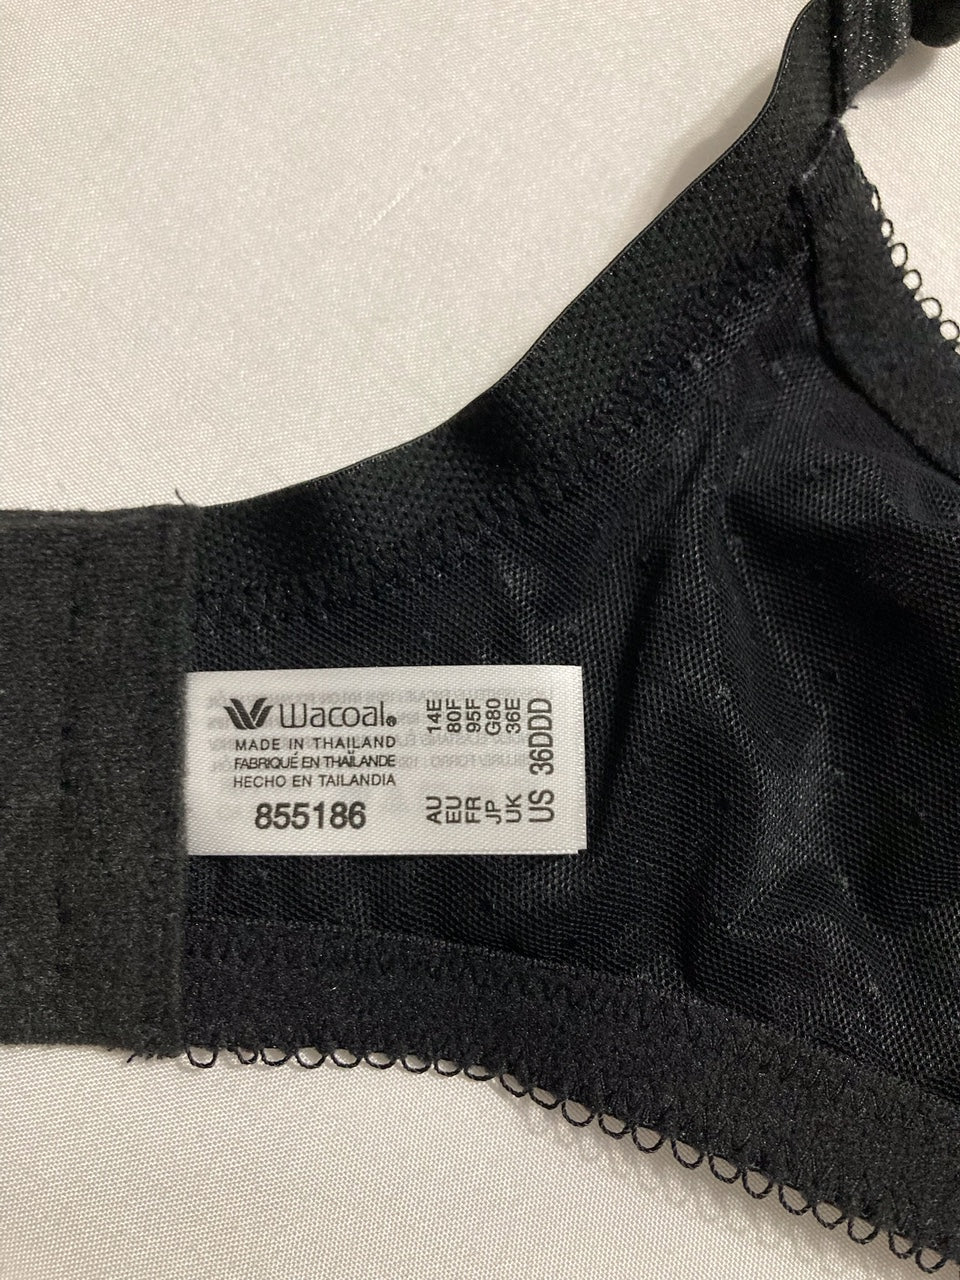 Wacoal®
MADE IN THAILAND
FABRIQUÉ EN THAÏLANDE
HECHO EN TAILANDIA
855186
AU 14E
EU 80F
FR 95F
JP G80
UK 36E
US 36DDD